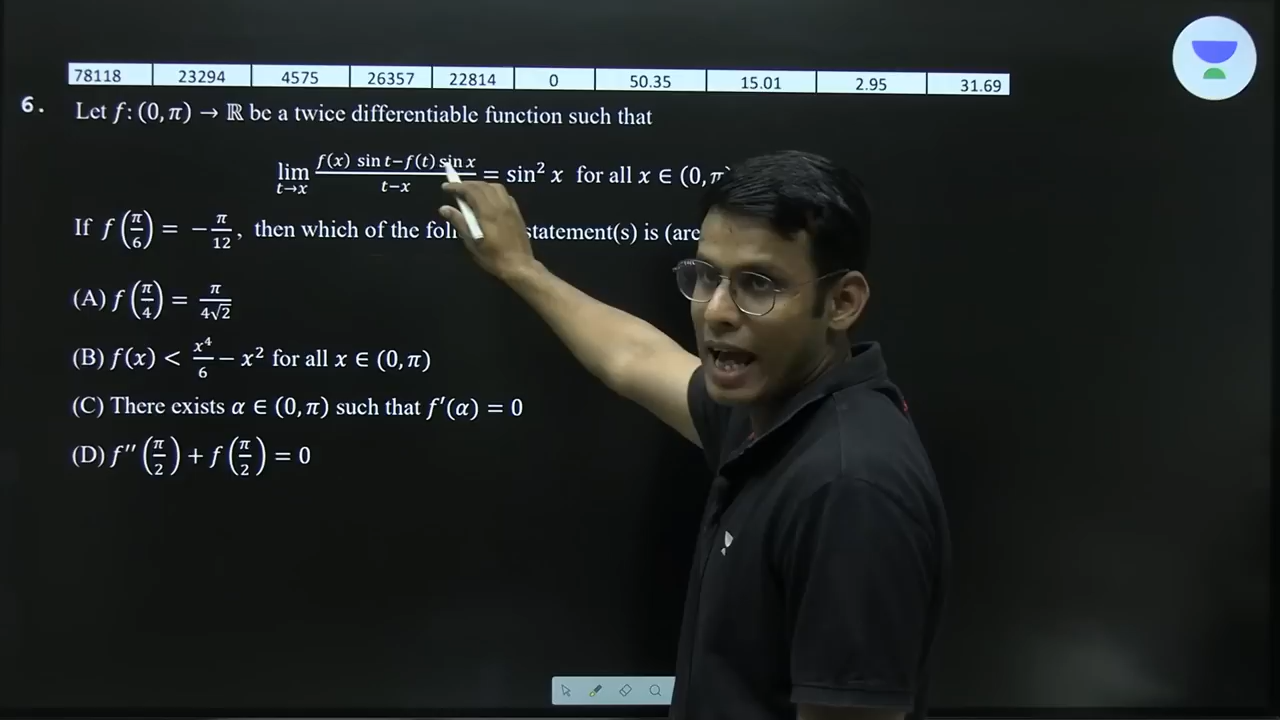 78118 23294 4575 26357 22814 0 50.35 15.01 2.95 31.69
6. Let f: (0, π) → ℝ be a twice differentiable function such that
lim t→x (f(x) sin t−f(t) sin x)/(t−x) = sin² x for all x ∈ (0, π)
If f(π/6) = −π/12, then which of the statement(s) is (are
(A) f(π/4) = π/(4√2)
(B) f(x) < x⁴/6 − x² for all x ∈ (0, π)
(C) There exists α ∈ (0, π) such that f′(α) = 0
(D) f′′(π/2) + f(π/2) = 0